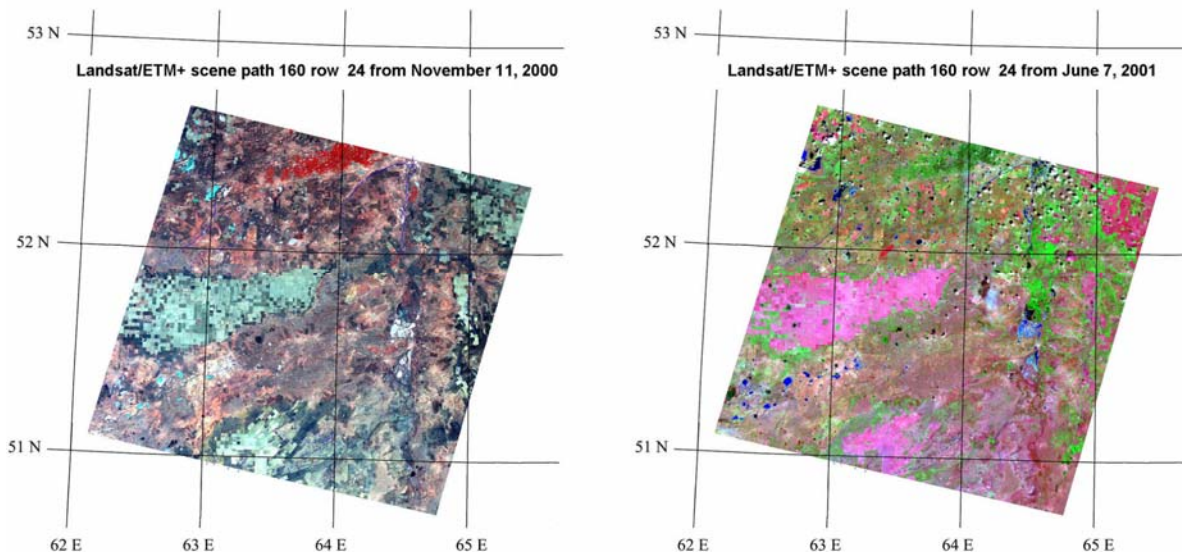 53 N
Landsat/ETM+ scene path 160 row 24 from November 11, 2000
52 N
51 N
62 E 63 E 64 E 65 E
53 N
Landsat/ETM+ scene path 160 row 24 from June 7, 2001
52 N
51 N
62 E 63 E 64 E 65 E